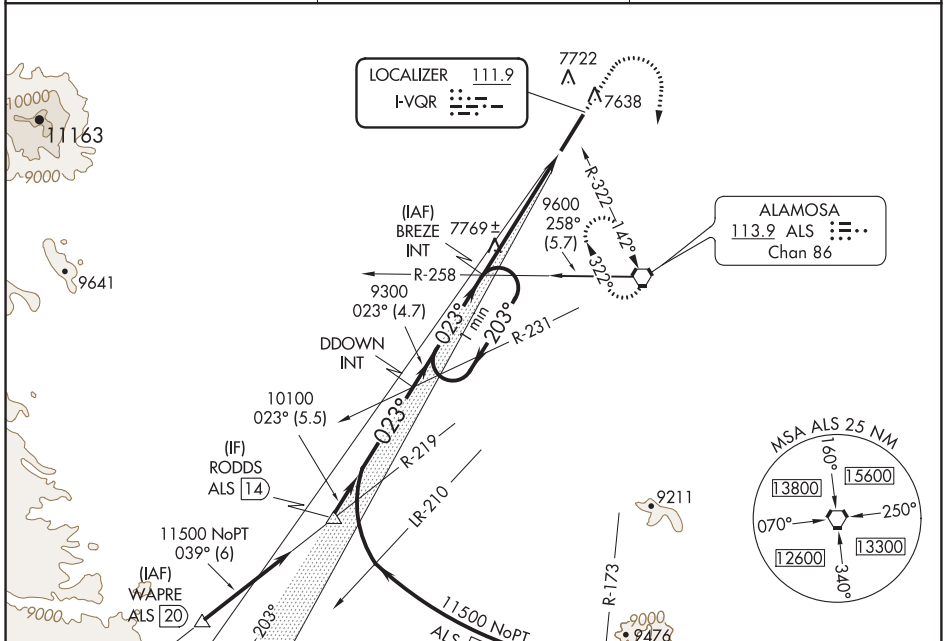 7722
LOCALIZER 111.9
I-VQR
7638
10000
11163
9000
R-322
142°
9600
258°
(5.7)
(IAF)
BREZE
INT
7769±
ALAMOSA
113.9 ALS
Chan 86
322°
R-258
9641
9300
023° (4.7)
023°
1 min
203°
R-231
DDOWN
INT
10100
023° (5.5)
023°
(IF)
RODDS
ALS 14
R-219
LR-210
MSA ALS 25 NM
160°
13800
15600
070°
250°
12600
13300
340°
9211
11500 NoPT
039° (6)
(IAF)
WAPRE
ALS 20
9000
203°
R-173
11500 NoPT
ALS
9000
9476